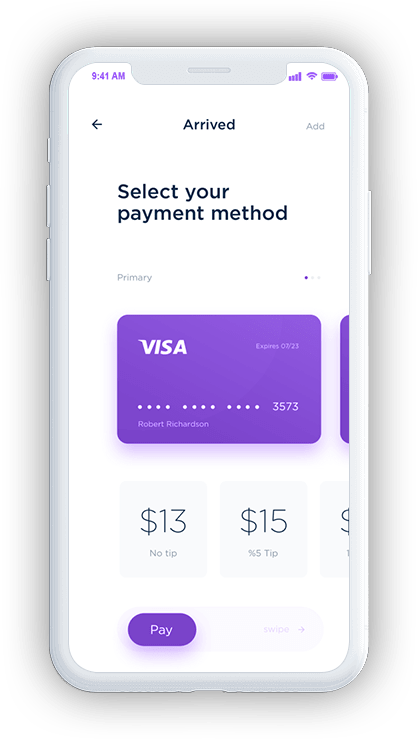 9:41 AM
Arrived
Add
Select your
payment method
Primary
VISA
Expires 07/23
3573
Robert Richardson
$13
$15
$
No tip
%5 Tip
1
Pay
swipe →